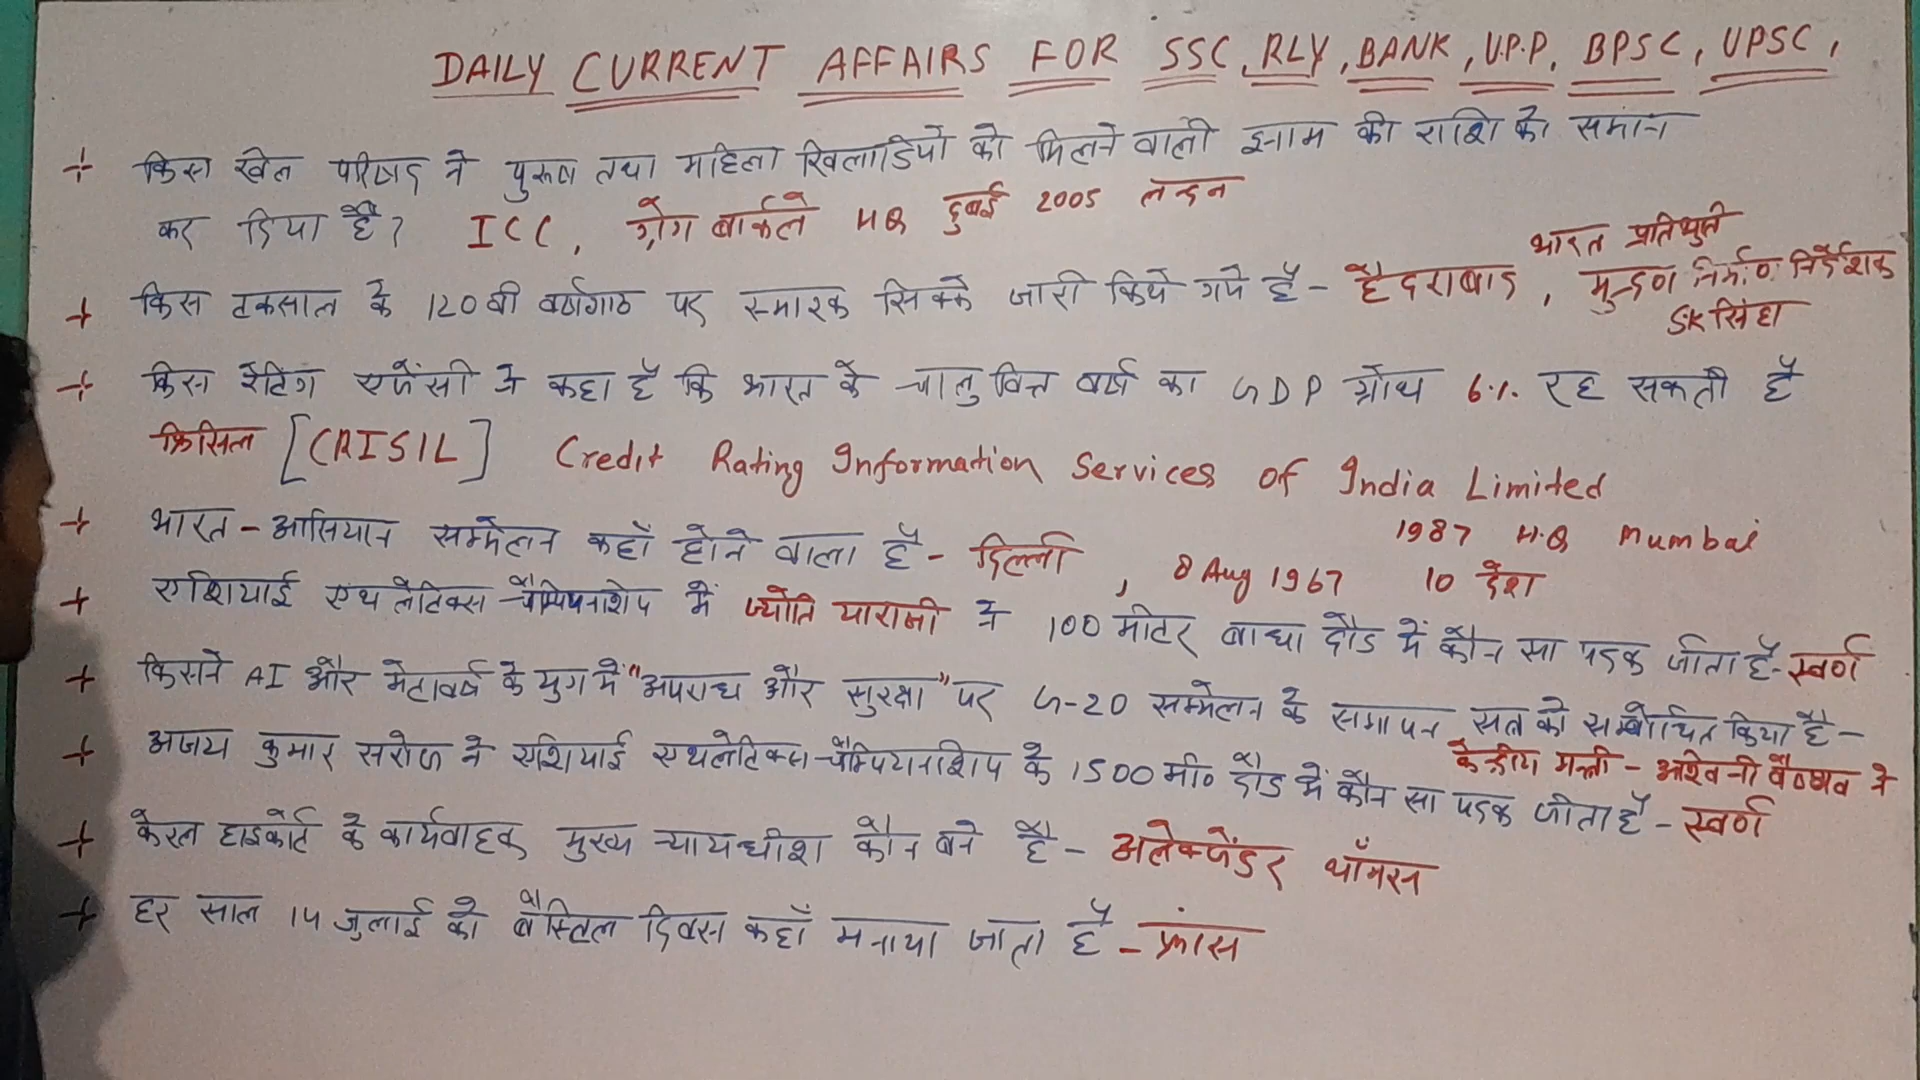 DAILY CURRENT AFFAIRS FOR SSC, RLY, BANK, U.P.P, BPSC, UPSC,
+ किस खेल परिषद ने पुरुष तथा महिला खिलाडियों को मिलने वाली इनाम की राशि को समान
कर दिया है? ICC, ग्रेग बार्कले HQ दुबई 2005 लन्दन
+ किस टकसाल के 120वी वर्षगाठ पर स्मारक सिक्के जारी किये गये है - हैदराबाद, भारत प्रतिभुती
मुन्द्रण निर्माण निर्देशक
SK सिंहा
+ किस रेटिंग एजेंसी ने कहा है कि भारत के चालु वित्त वर्ष का GDP ग्रोथ 6%. रह सकती है
क्रिसिल [CRISIL] Credit Rating Information Services of India Limited
1987 H.Q Mumbai
+ भारत - आसियान सम्मेलन कहाँ होने वाला है - दिल्ली, 8 Aug 1967 10 देश
+ एशियाई एथलेटिक्स चैम्पियनशिप में ज्योति याराजी ने 100 मीटर बाधा दौड में कौन सा पदक जीता है - स्वर्ण
+ किसने AI और मेटावर्ष के युग में "अपराध और सुरक्षा" पर G-20 सम्मेलन के समापन सत्र को सम्बोधित किया है -
केन्द्रीय मन्त्री - अश्विनी वैष्णव ने
+ अजय कुमार सरोज ने एशियाई एथलेटिक्स चैम्पियनशिप के 1500 मी० दौड में कौन सा पदक जीता है - स्वर्ण
+ केरल हाइकोर्ट के कार्यवाहक मुख्य न्यायधीश कौन बने है - अलेक्जेंडर थॉमस
+ हर साल 14 जुलाई को बैस्तिल दिवस कहाँ मनाया जाता है - फ्रांस